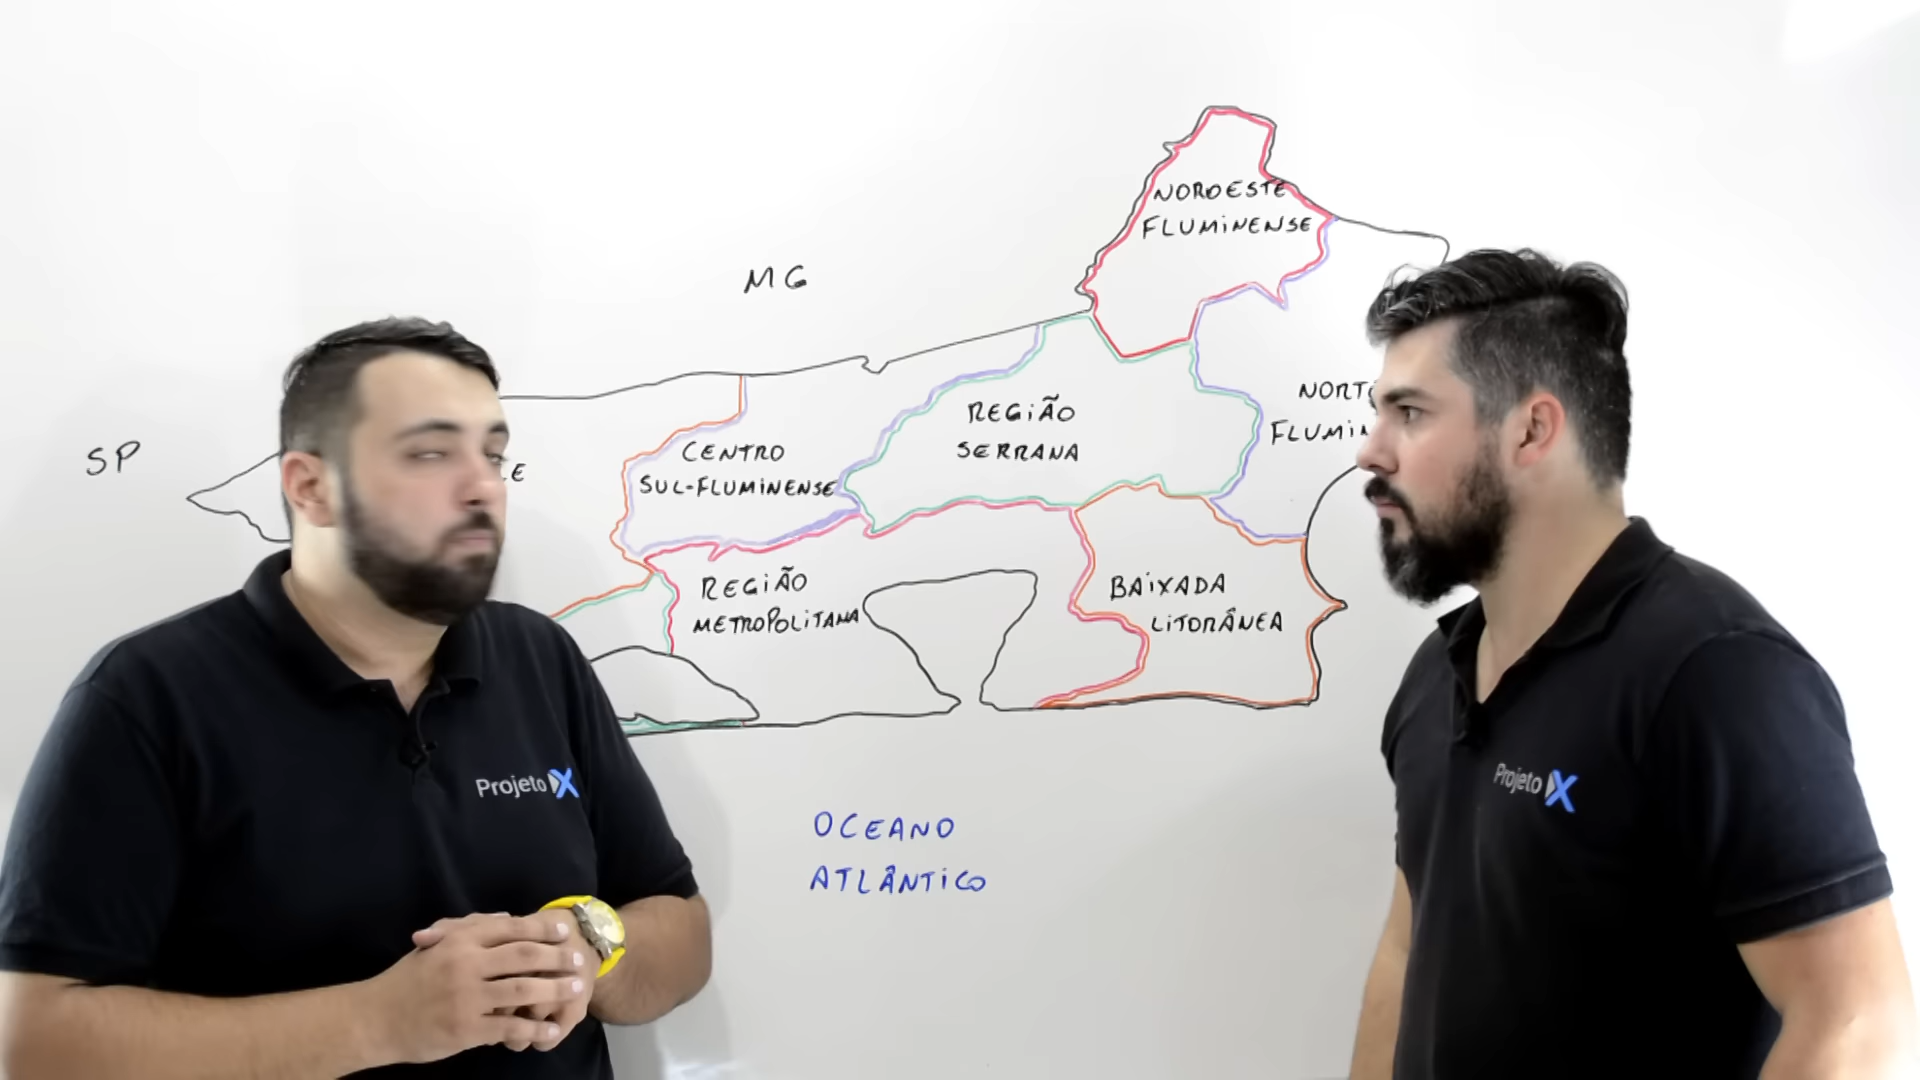 NOROESTE
FLUMINENSE
MG
SP
CENTRO
SUL-FLUMINENSE
REGIÃO
SERRANA
REGIÃO
METROPOLITANA
BAIXADA
LITORÂNEA
OCEANO
ATLÂNTICO
Projeto X
Projeto X